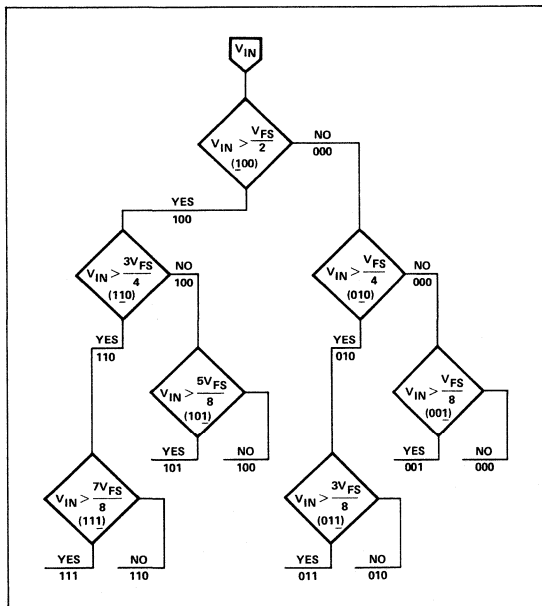 V_IN
V_IN > V_FS/2
(100)
NO
000
YES
100
V_IN > 3V_FS/4
(110)
NO
100
V_IN > V_FS/4
(010)
NO
000
YES
110
YES
010
V_IN > 5V_FS/8
(101)
V_IN > V_FS/8
(001)
YES
101
NO
100
YES
001
NO
000
V_IN > 7V_FS/8
(111)
V_IN > 3V_FS/8
(011)
YES
111
NO
110
YES
011
NO
010